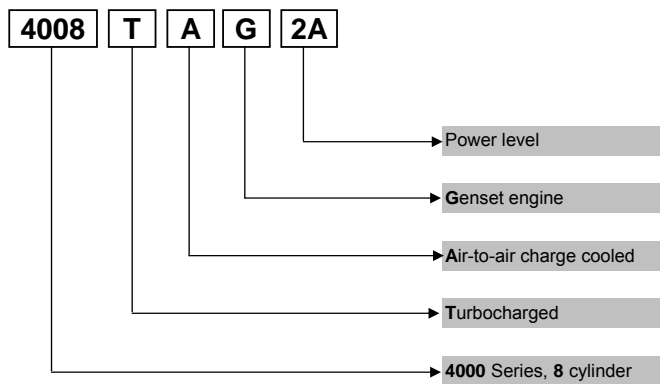 4008 T A G 2A
Power level
Genset engine
Air-to-air charge cooled
Turbocharged
4000 Series, 8 cylinder